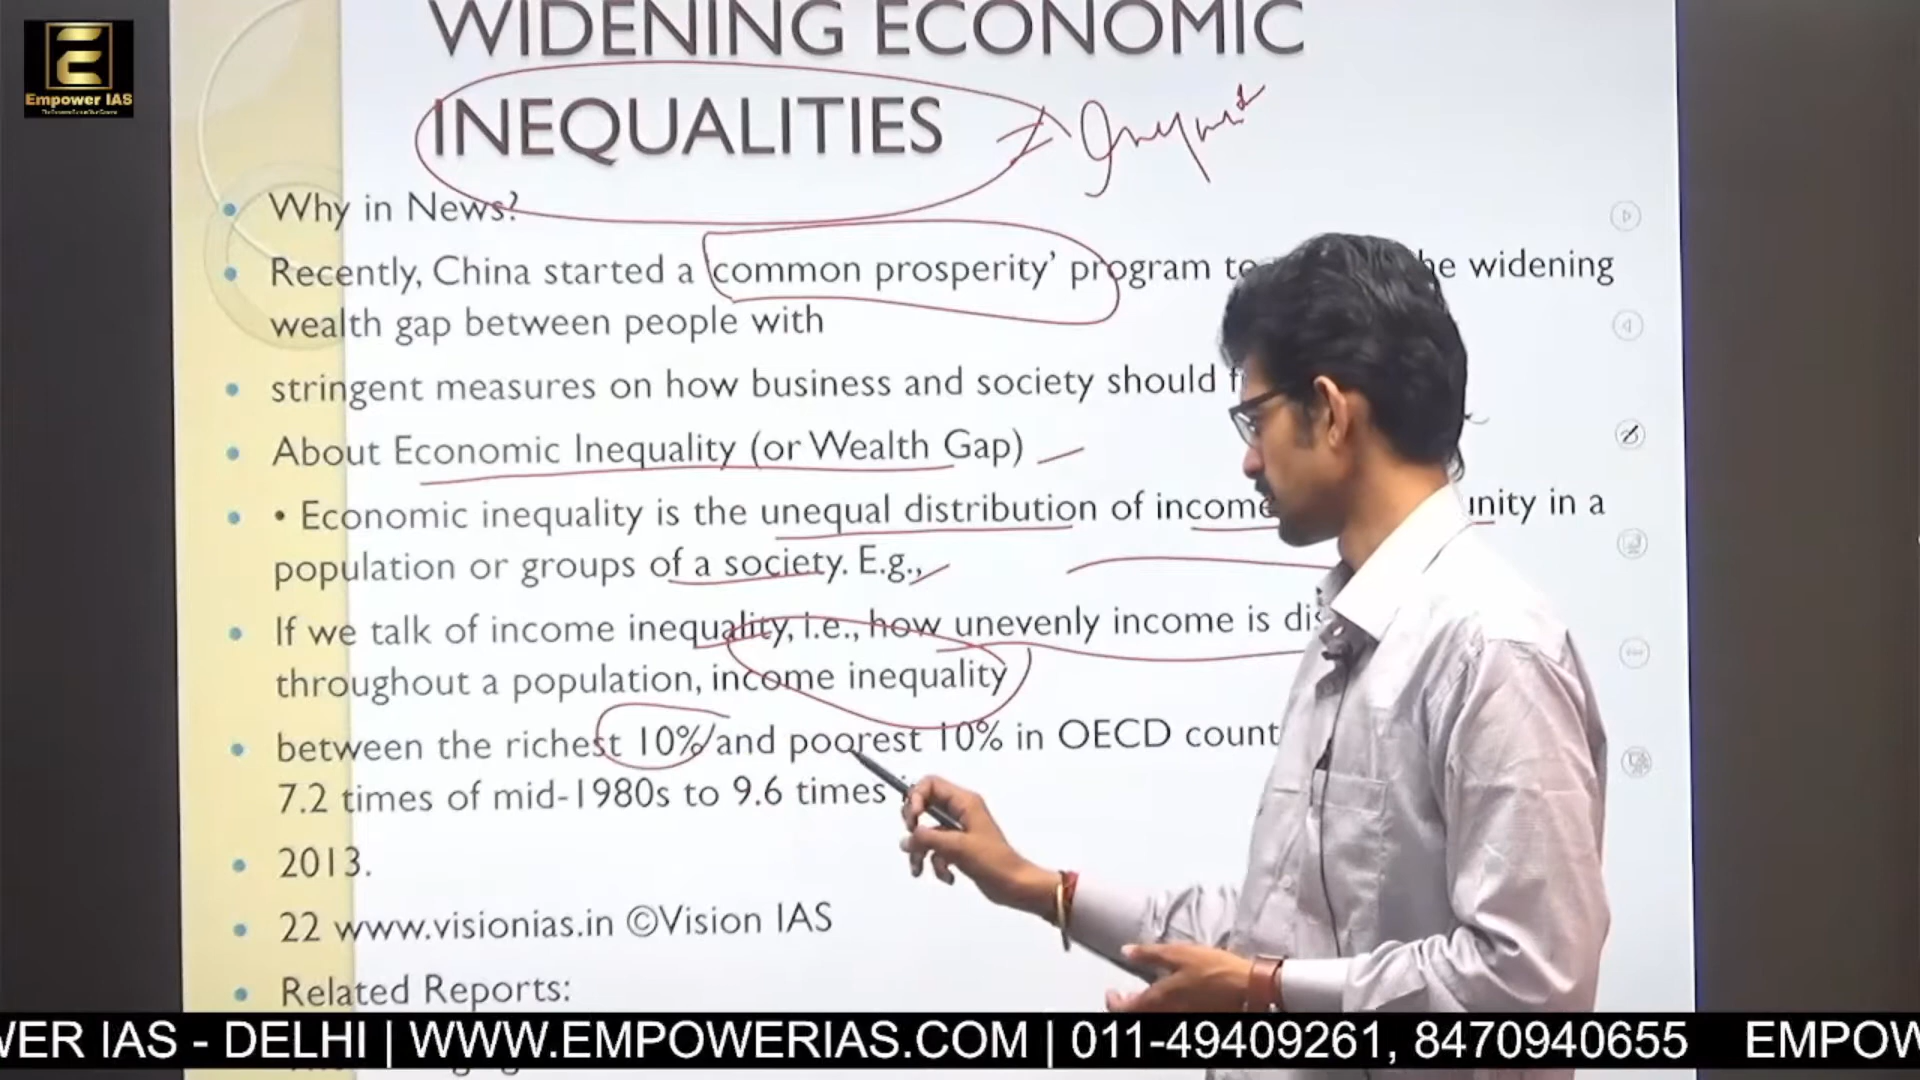 Empower IAS
WIDENING ECONOMIC
INEQUALITIES
• Why in News?
• Recently, China started a 'common prosperity' program to he widening
wealth gap between people with
• stringent measures on how business and society should f
• About Economic Inequality (or Wealth Gap)
• • Economic inequality is the unequal distribution of income unity in a
population or groups of a society. E.g.,
• If we talk of income inequality, i.e., how unevenly income is dis
throughout a population, income inequality
• between the richest 10% and poorest 10% in OECD count
7.2 times of mid-1980s to 9.6 times
• 2013.
• 22 www.visionias.in ©Vision IAS
• Related Reports:
WER IAS - DELHI | WWW.EMPOWERIAS.COM | 011-49409261, 8470940655 EMPOW